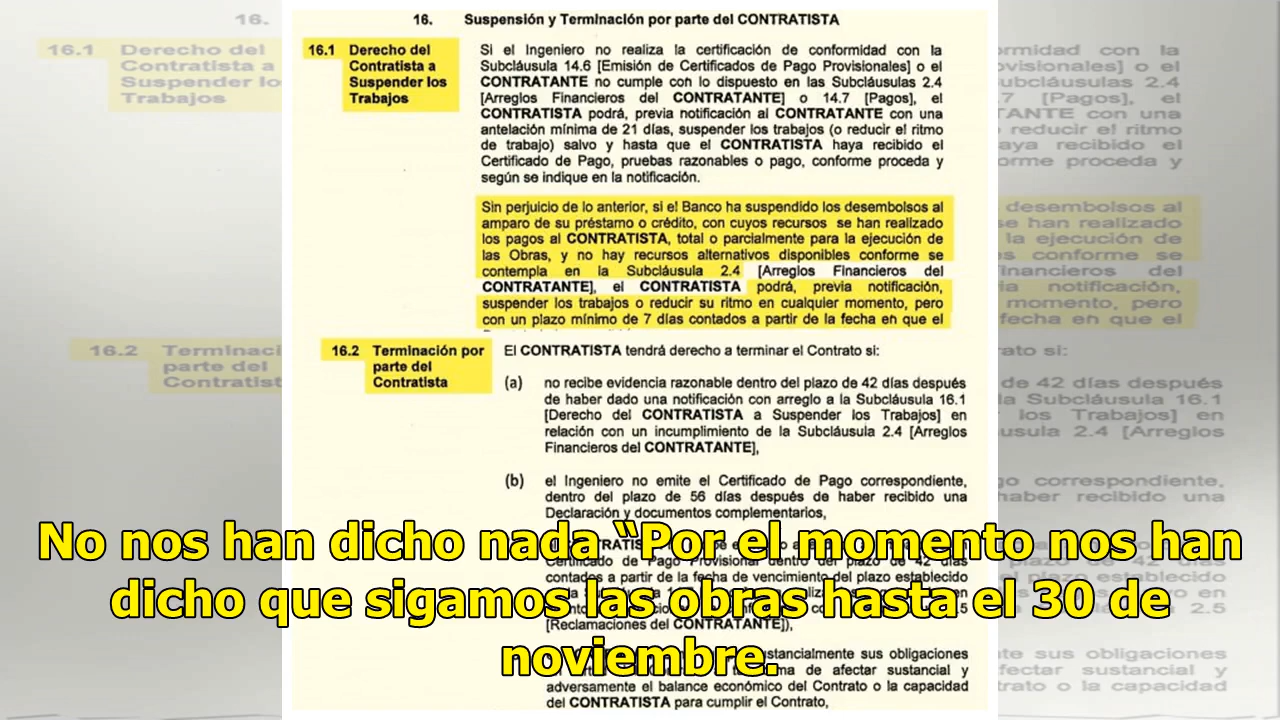 16. Suspensión y Terminación por parte del CONTRATISTA
16.1 Derecho del
Contratista a
Suspender los
Trabajos
Si el Ingeniero no realiza la certificación de conformidad con la
Subcláusula 14.6 [Emisión de Certificados de Pago Provisionales] o el
CONTRATANTE no cumple con lo dispuesto en las Subcláusulas 2.4
[Arreglos Financieros del CONTRATANTE] o 14.7 [Pagos], el
CONTRATISTA podrá, previa notificación al CONTRATANTE con una
antelación mínima de 21 días, suspender los trabajos (o reducir el ritmo
de trabajo) salvo y hasta que el CONTRATISTA haya recibido el
Certificado de Pago, pruebas razonables o pago, conforme proceda y
según se indique en la notificación.
Sin perjuicio de lo anterior, si el Banco ha suspendido los desembolsos al
amparo de su préstamo o crédito, con cuyos recursos se han realizado
los pagos al CONTRATISTA, total o parcialmente para la ejecución de
las Obras, y no hay recursos alternativos disponibles conforme se
contempla en la Subcláusula 2.4 [Arreglos Financieros del
CONTRATANTE], el CONTRATISTA podrá, previa notificación,
suspender los trabajos o reducir su ritmo en cualquier momento, pero
con un plazo mínimo de 7 días contados a partir de la fecha en que el
16.2 Terminación por
parte del
Contratista
El CONTRATISTA tendrá derecho a terminar el Contrato si:
(a) no recibe evidencia razonable dentro del plazo de 42 días después
de haber dado una notificación con arreglo a la Subcláusula 16.1
[Derecho del CONTRATISTA a Suspender los Trabajos] en
relación con un incumplimiento de la Subcláusula 2.4 [Arreglos
Financieros del CONTRATANTE],
(b) el Ingeniero no emite el Certificado de Pago correspondiente,
dentro del plazo de 56 días después de haber recibido una
Declaración y documentos complementarios,
Certificado de Pago Provisional dentro del plazo de 42 días
contados a partir de la fecha de vencimiento del plazo establecido
[Reclamaciones del CONTRATANTE]),
sustancialmente sus obligaciones
de afectar sustancial y
adversamente el balance económico del Contrato o la capacidad
del CONTRATISTA para cumplir el Contrato,
No nos han dicho nada “Por el momento nos han
dicho que sigamos las obras hasta el 30 de
noviembre.